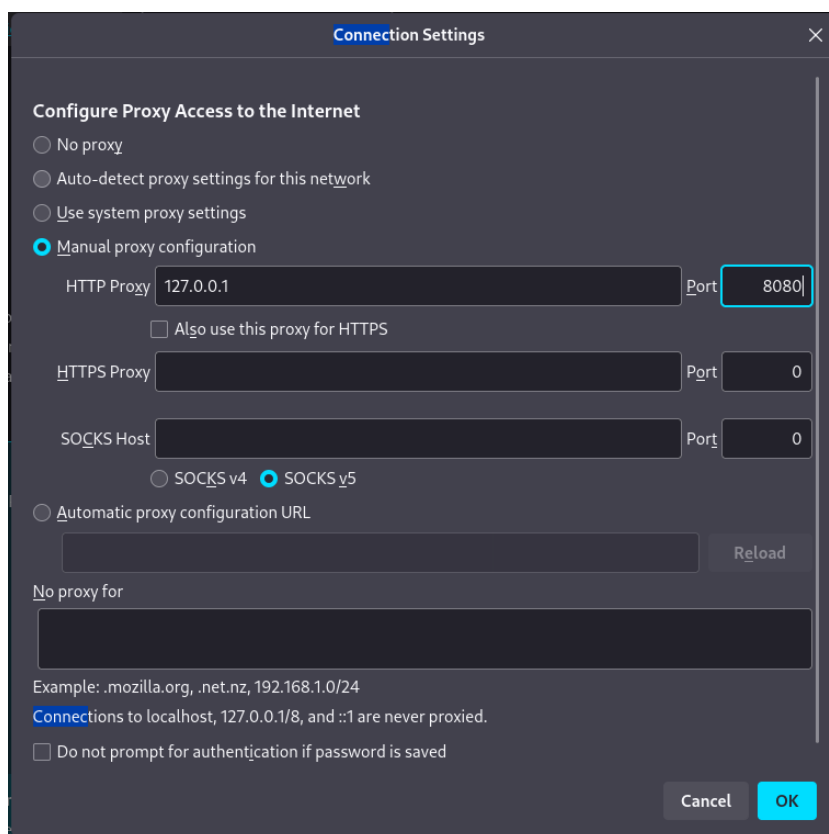 Connection Settings
Configure Proxy Access to the Internet
No proxy
Auto-detect proxy settings for this network
Use system proxy settings
Manual proxy configuration
HTTP Proxy 127.0.0.1 Port 8080
Also use this proxy for HTTPS
HTTPS Proxy Port 0
SOCKS Host Port 0
SOCKS v4 SOCKS v5
Automatic proxy configuration URL
Reload
No proxy for
Example: .mozilla.org, .net.nz, 192.168.1.0/24
Connections to localhost, 127.0.0.1/8, and ::1 are never proxied.
Do not prompt for authentication if password is saved
Cancel OK